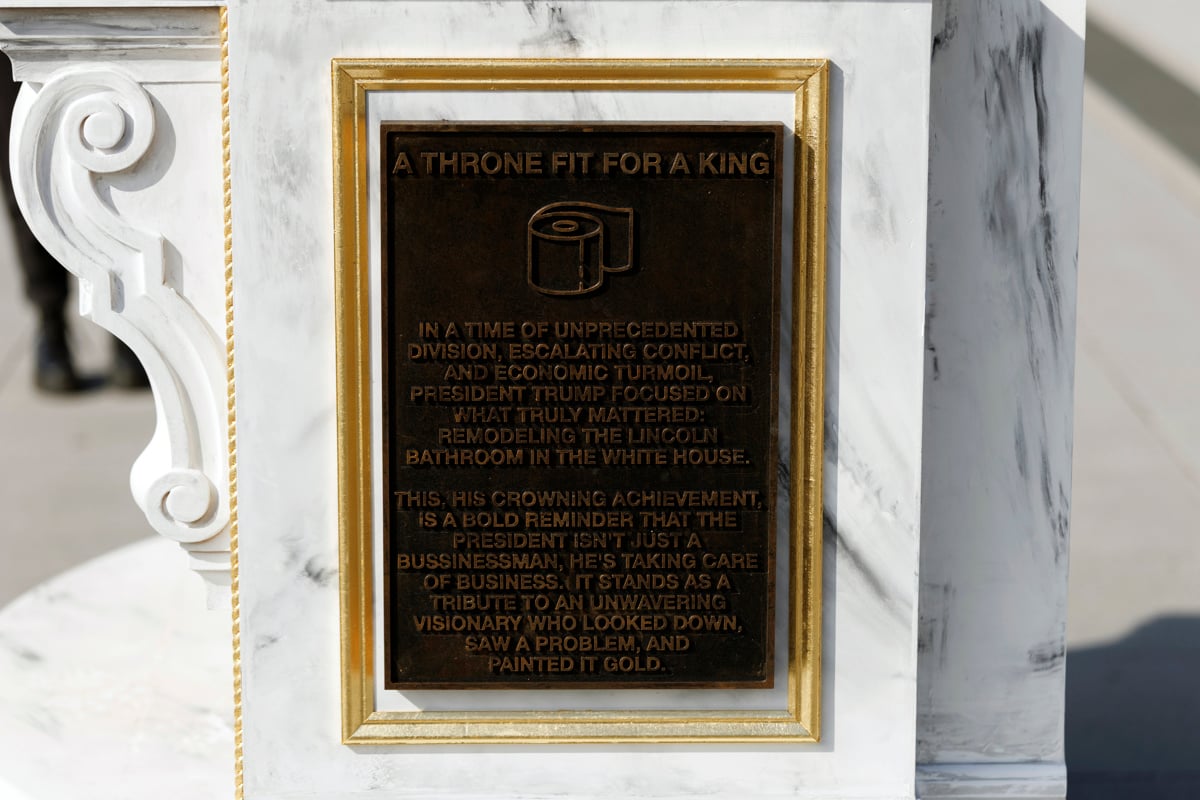 A THRONE FIT FOR A KING
IN A TIME OF UNPRECEDENTED
DIVISION, ESCALATING CONFLICT,
AND ECONOMIC TURMOIL,
PRESIDENT TRUMP FOCUSED ON
WHAT TRULY MATTERED:
REMODELING THE LINCOLN
BATHROOM IN THE WHITE HOUSE.
THIS, HIS CROWNING ACHIEVEMENT,
IS A BOLD REMINDER THAT THE
PRESIDENT ISN'T JUST A
BUSSINESSMAN, HE'S TAKING CARE
OF BUSINESS. IT STANDS AS A
TRIBUTE TO AN UNWAVERING
VISIONARY WHO LOOKED DOWN,
SAW A PROBLEM, AND
PAINTED IT GOLD.